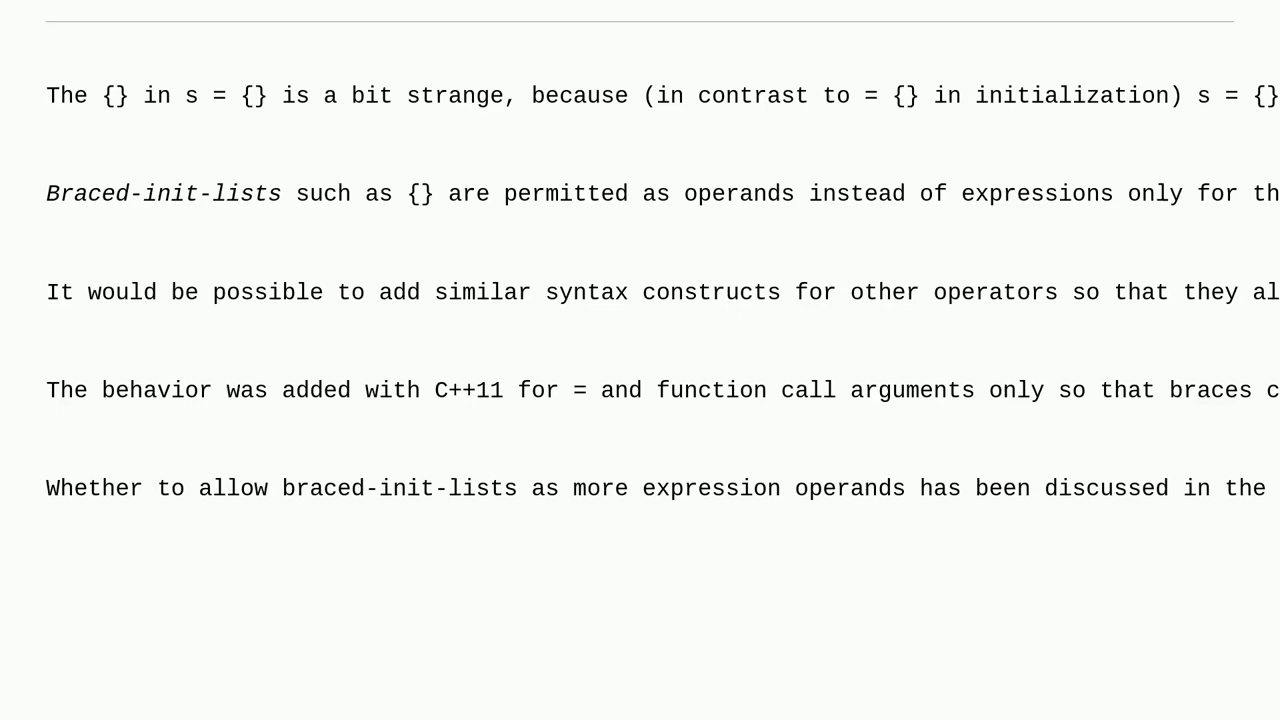 The {} in s = {} is a bit strange, because (in contrast to = {} in initialization) s = {}
Braced-init-lists such as {} are permitted as operands instead of expressions only for th
It would be possible to add similar syntax constructs for other operators so that they al
The behavior was added with C++11 for = and function call arguments only so that braces c
Whether to allow braced-init-lists as more expression operands has been discussed in the